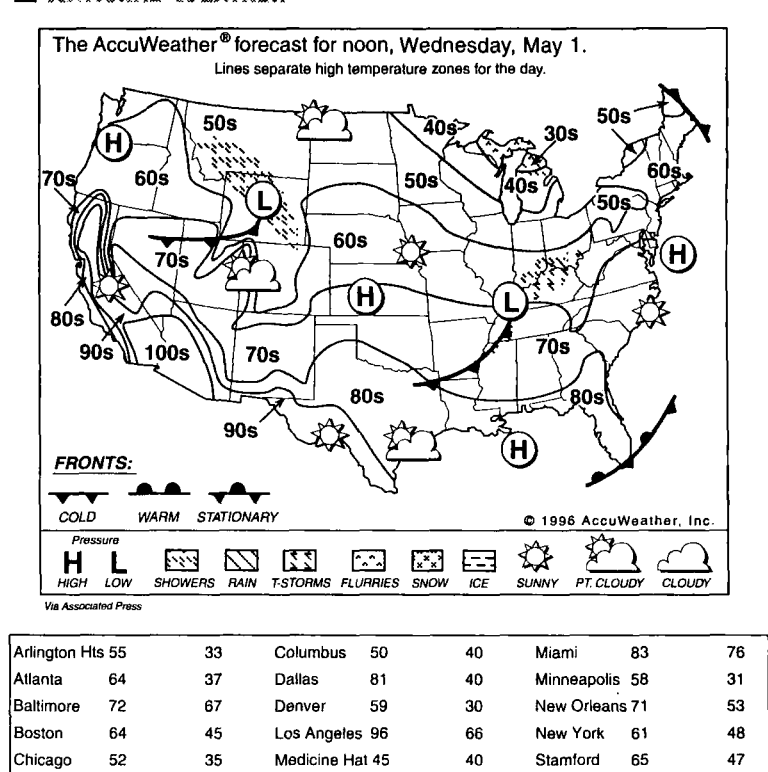 The AccuWeather® forecast for noon, Wednesday, May 1.
Lines separate high temperature zones for the day.
50s
40s
30s
50s
H
70s
60s
L
50s
40s
60s
50s
70s
60s
H
H
L
80s
90s
100s
70s
70s
80s
80s
90s
H
FRONTS:
COLD WARM STATIONARY
© 1996 AccuWeather, Inc.
Pressure
H L
HIGH LOW SHOWERS RAIN T-STORMS FLURRIES SNOW ICE SUNNY PT. CLOUDY CLOUDY
Via Associated Press
Arlington Hts 55 33 Columbus 50 40 Miami 83 76
Atlanta 64 37 Dallas 81 40 Minneapolis 58 31
Baltimore 72 67 Denver 59 30 New Orleans 71 53
Boston 64 45 Los Angeles 96 66 New York 61 48
Chicago 52 35 Medicine Hat 45 40 Stamford 65 47